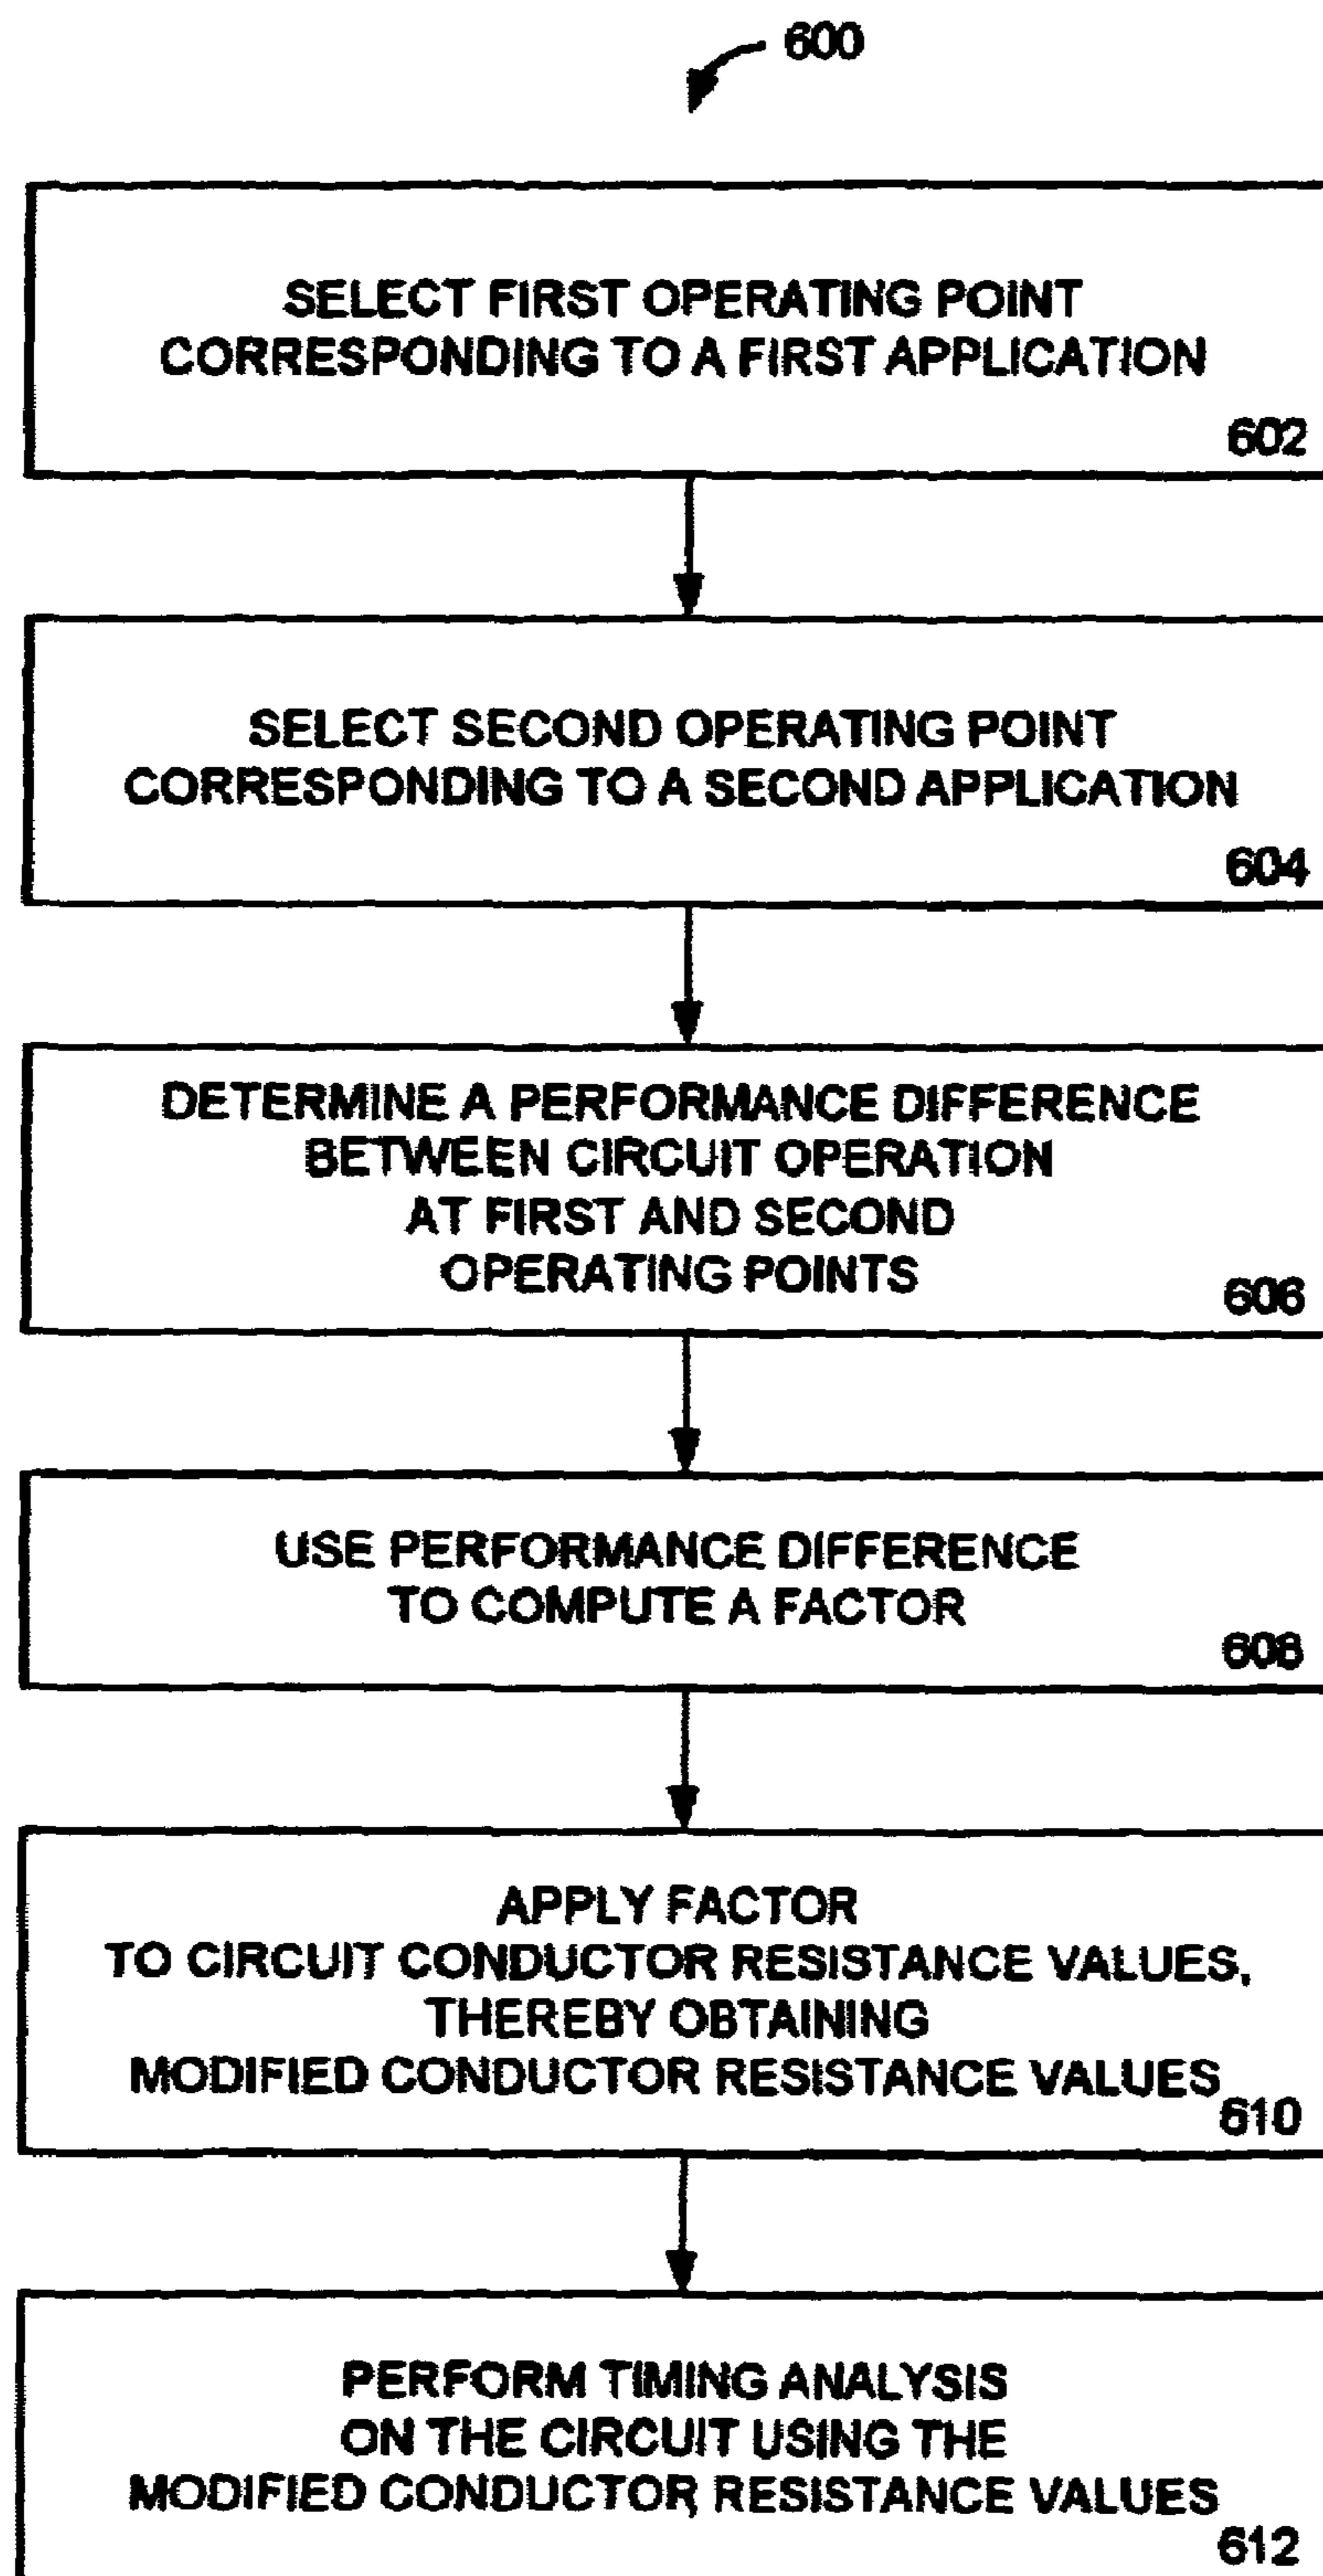 600
SELECT FIRST OPERATING POINT
CORRESPONDING TO A FIRST APPLICATION
602
SELECT SECOND OPERATING POINT
CORRESPONDING TO A SECOND APPLICATION
604
DETERMINE A PERFORMANCE DIFFERENCE
BETWEEN CIRCUIT OPERATION
AT FIRST AND SECOND
OPERATING POINTS
606
USE PERFORMANCE DIFFERENCE
TO COMPUTE A FACTOR
608
APPLY FACTOR
TO CIRCUIT CONDUCTOR RESISTANCE VALUES,
THEREBY OBTAINING
MODIFIED CONDUCTOR RESISTANCE VALUES
610
PERFORM TIMING ANALYSIS
ON THE CIRCUIT USING THE
MODIFIED CONDUCTOR RESISTANCE VALUES
612